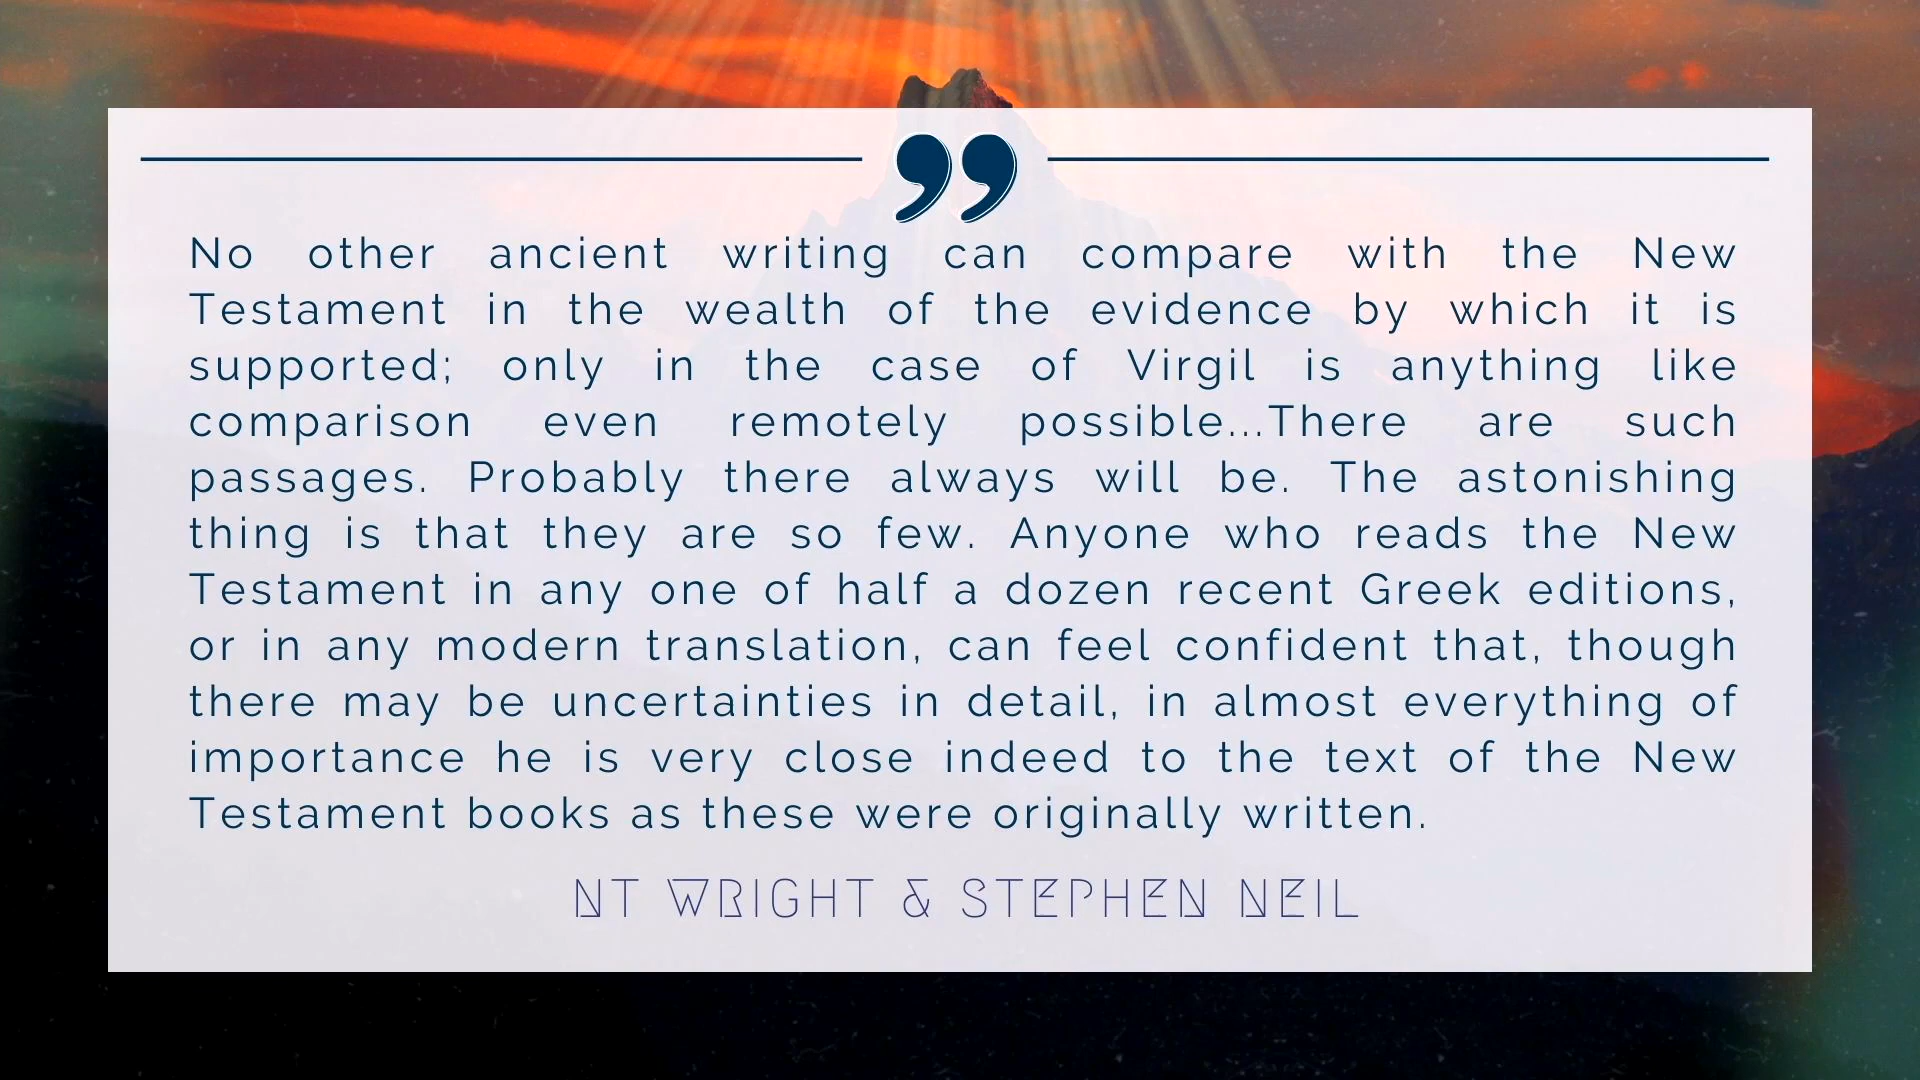 ”
No other ancient writing can compare with the New
Testament in the wealth of the evidence by which it is
supported; only in the case of Virgil is anything like
comparison even remotely possible...There are such
passages. Probably there always will be. The astonishing
thing is that they are so few. Anyone who reads the New
Testament in any one of half a dozen recent Greek editions,
or in any modern translation, can feel confident that, though
there may be uncertainties in detail, in almost everything of
importance he is very close indeed to the text of the New
Testament books as these were originally written.
NT WRIGHT & STEPHEN NEIL